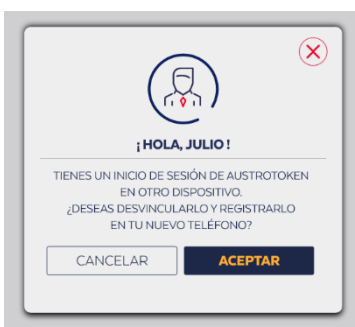 ¡ HOLA, JULIO !
TIENES UN INICIO DE SESIÓN DE AUSTROTOKEN
EN OTRO DISPOSITIVO.
¿DESEAS DESVINCULARLO Y REGISTRARLO
EN TU NUEVO TELÉFONO?
CANCELAR
ACEPTAR